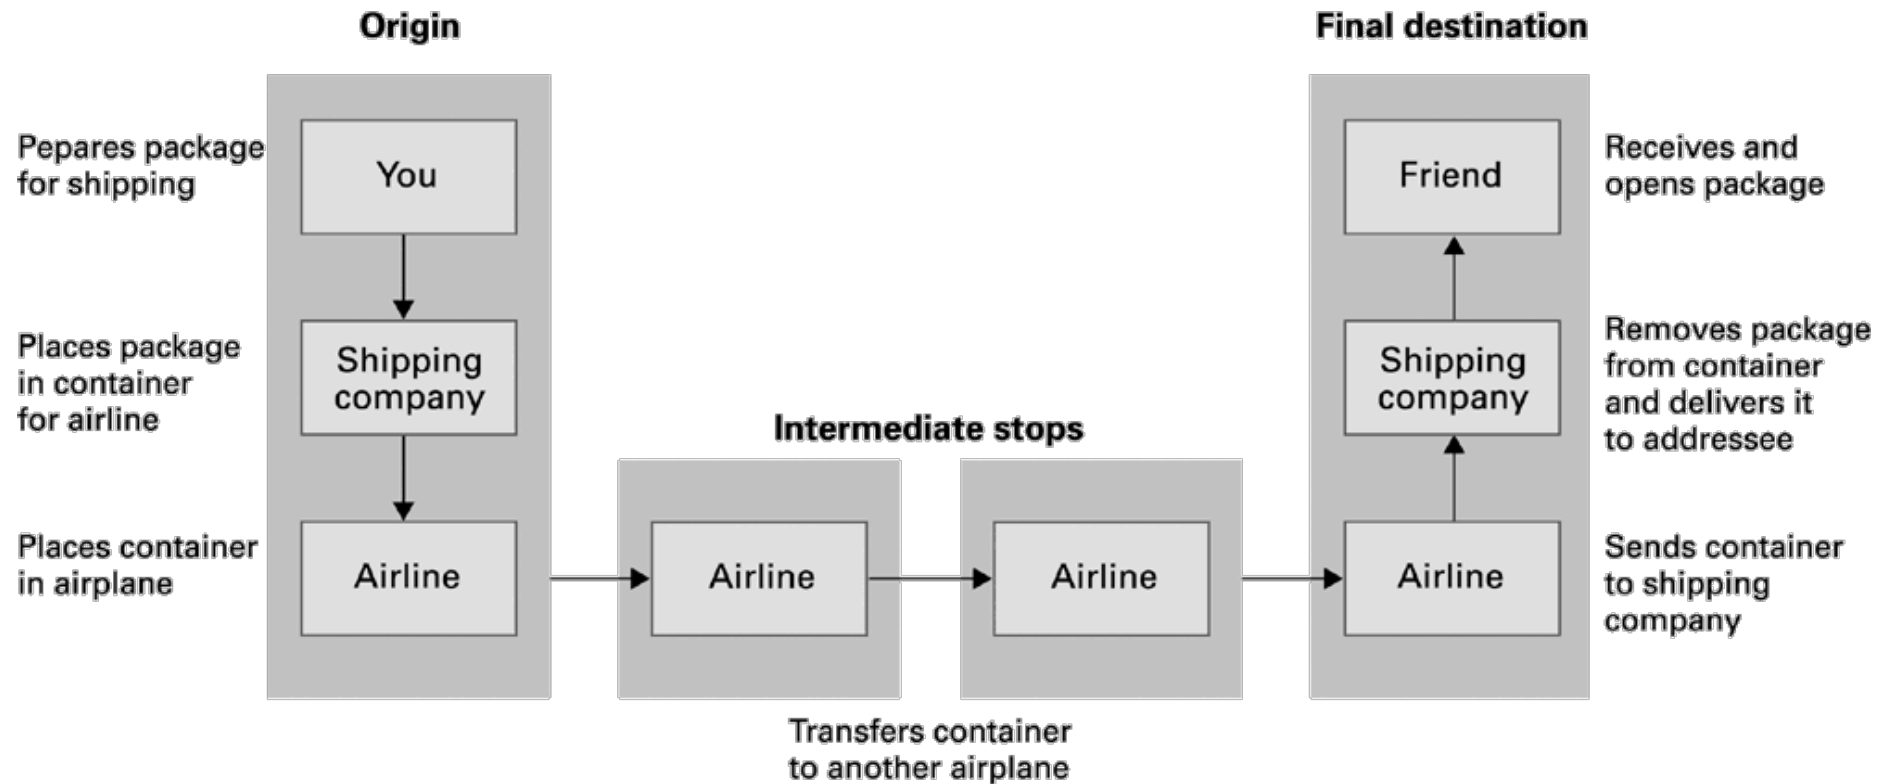 Origin
Final destination
Pepares package
for shipping
You
Friend
Receives and
opens package
Places package
in container
for airline
Shipping
company
Shipping
company
Removes package
from container
and delivers it
to addressee
Intermediate stops
Places container
in airplane
Airline
Airline
Airline
Airline
Sends container
to shipping
company
Transfers container
to another airplane